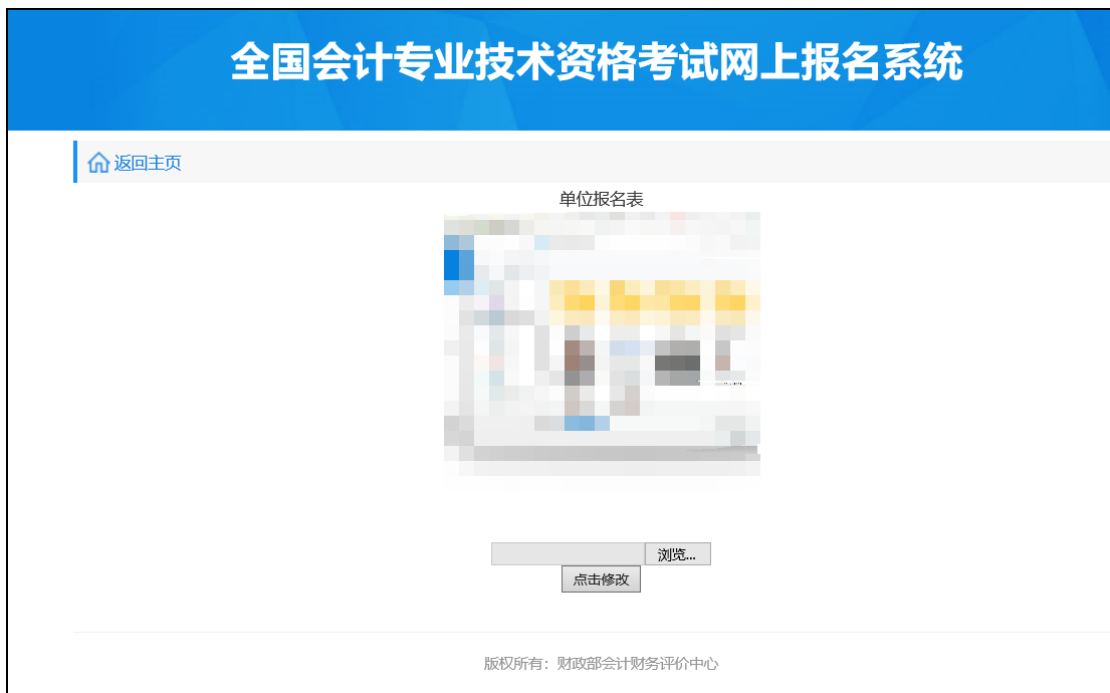 全国会计专业技术资格考试网上报名系统
返回主页
单位报名表
浏览...
点击修改
版权所有：财政部会计财务评价中心